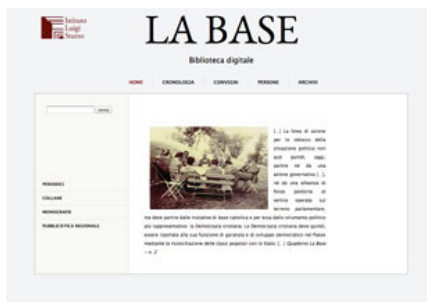 Istituto
Luigi
Sturzo
LA BASE
Biblioteca digitale
HOME CRONOLOGIA CONVEGNI PERSONE ARCHIVI
cerca
PERIODICI
COLLANE
MONOGRAFIE
PUBBLICISTICA REGIONALE
[...] La linea di azione
per lo sblocco della
situazione politica non
può quindi, oggi,
partire né da una
azione governativa [...],
né da una alleanza di
forze politiche di
centro operata sul
terreno parlamentare,
ma deve partire dalle iniziative di base cattolica e per essa dallo strumento politico
più rappresentativo: la Democrazia cristiana. La Democrazia cristiana deve quindi,
essere riportata alla sua funzione di garanzia e di sviluppo democratico nel Paese
mediante la riconciliazione delle classi popolari con lo Stato. [...] Quaderno La Base
- n. 2